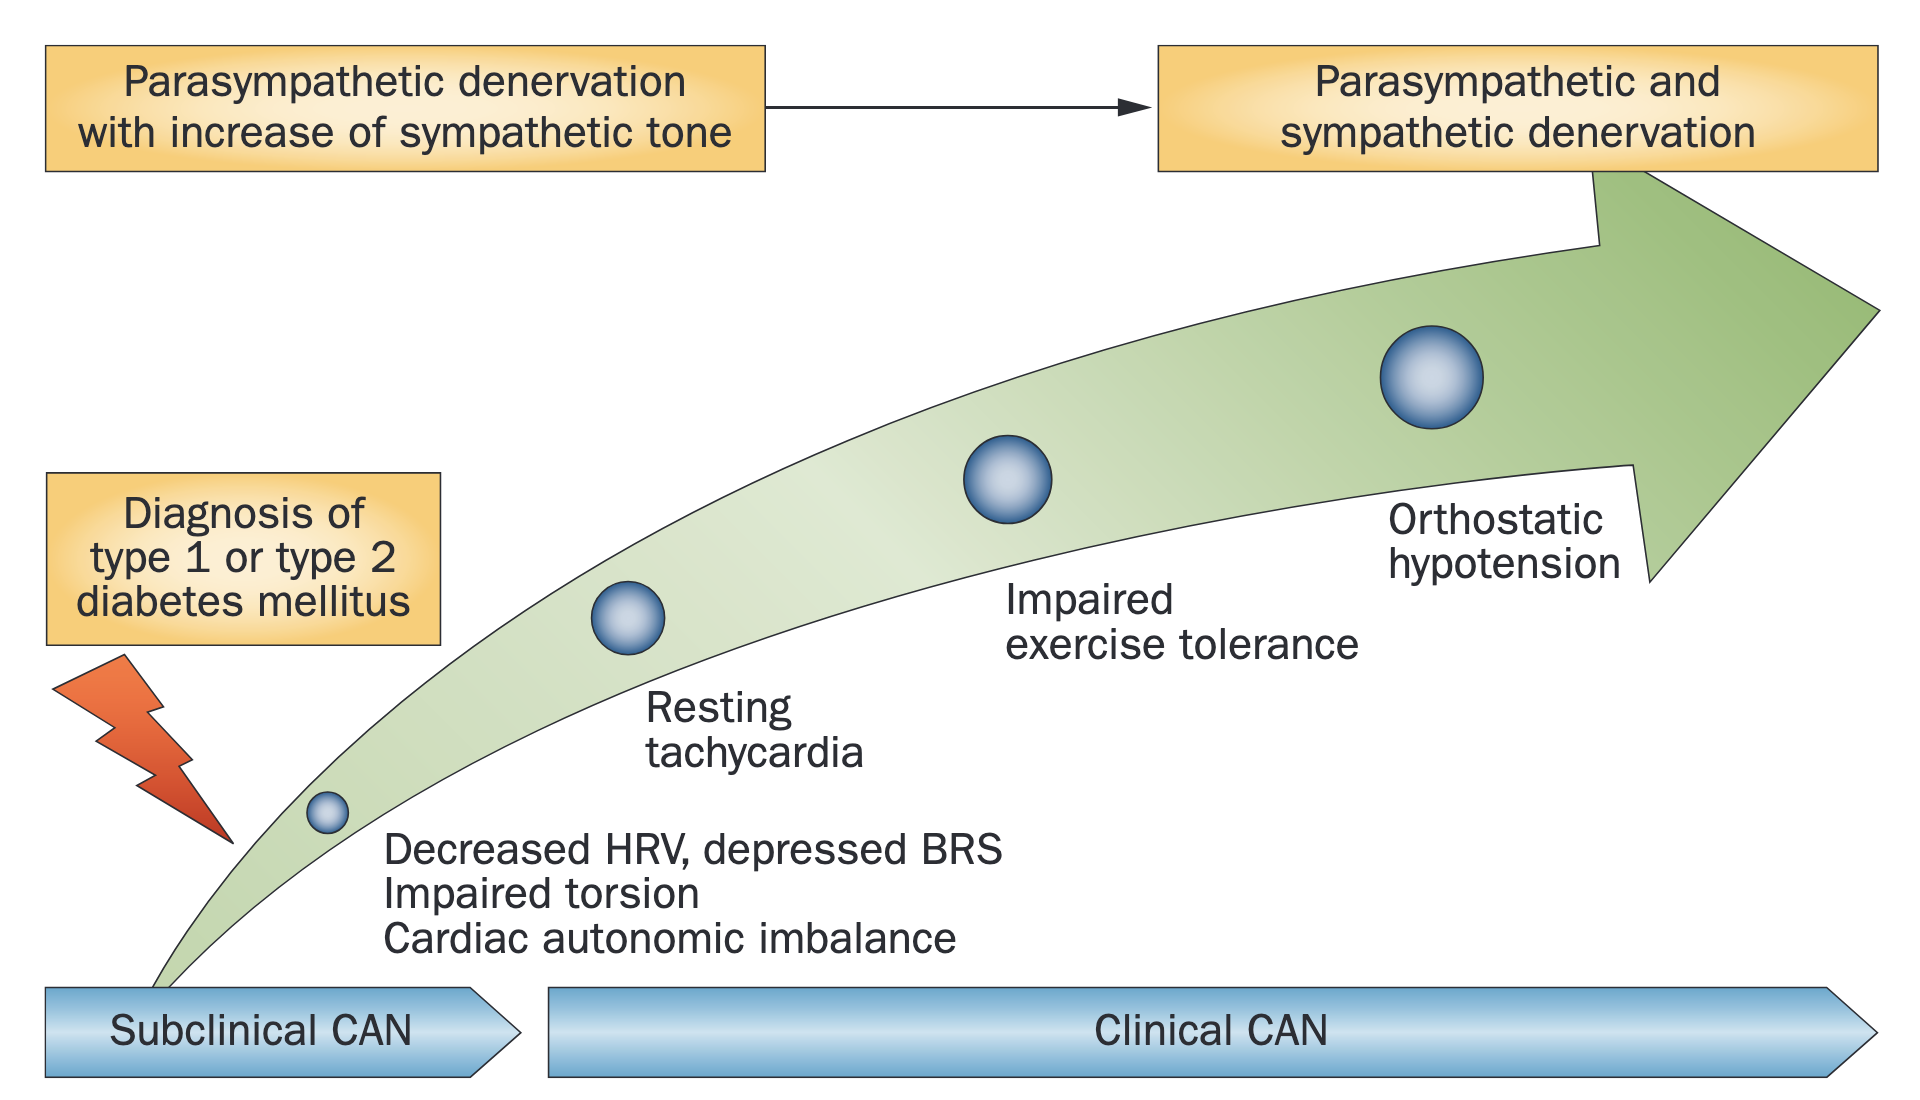 Parasympathetic denervation
with increase of sympathetic tone
Parasympathetic and
sympathetic denervation
Diagnosis of
type 1 or type 2
diabetes mellitus
Orthostatic
hypotension
Impaired
exercise tolerance
Resting
tachycardia
Decreased HRV, depressed BRS
Impaired torsion
Cardiac autonomic imbalance
Subclinical CAN
Clinical CAN